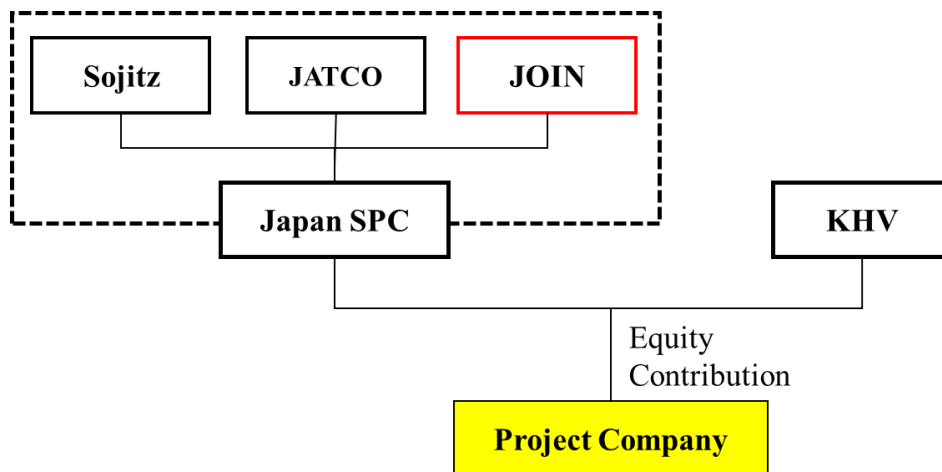 Sojitz
JATCO
JOIN
Japan SPC
KHV
Equity
Contribution
Project Company